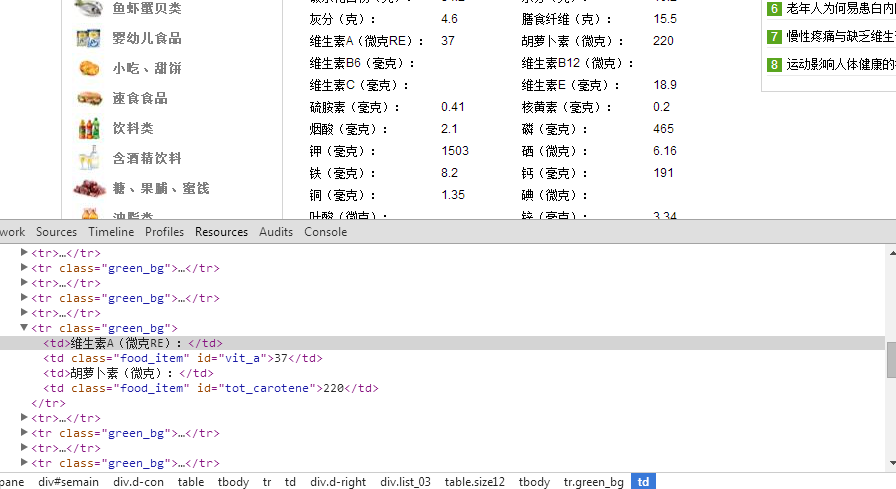 鱼虾蟹贝类
婴幼儿食品
小吃、甜饼
速食食品
饮料类
含酒精饮料
糖、果脯、蜜饯
油脂类
灰分（克）： 4.6 膳食纤维（克）： 15.5
维生素A（微克RE）： 37 胡萝卜素（微克）： 220
维生素B6（毫克）： 维生素B12（毫克）：
维生素C（毫克）： 维生素E（毫克）： 18.9
硫胺素（毫克）： 0.41 核黄素（毫克）： 0.2
烟酸（毫克）： 2.1 磷（毫克）： 465
钾（毫克）： 1503 硒（微克）： 6.16
铁（毫克）： 8.2 钙（毫克）： 191
铜（毫克）： 1.35 碘（微克）：
叶酸（微克）： 锌（毫克）： 3.34
6 老年人为何易患白内
7 慢性疼痛与缺乏维生
8 运动影响人体健康的
work Sources Timeline Profiles Resources Audits Console
<tr>…</tr>
<tr class="green_bg">…</tr>
<tr>…</tr>
<tr class="green_bg">…</tr>
<tr>…</tr>
<tr class="green_bg">
<td>维生素A（微克RE）：</td>
<td class="food_item" id="vit_a">37</td>
<td>胡萝卜素（微克）：</td>
<td class="food_item" id="tot_carotene">220</td>
</tr>
<tr>…</tr>
<tr class="green_bg">…</tr>
<tr>…</tr>
<tr class="green_bg">…</tr>
pane div#semain div.d-con table tbody tr td div.d-right div.list_03 table.size12 tbody tr.green_bg td